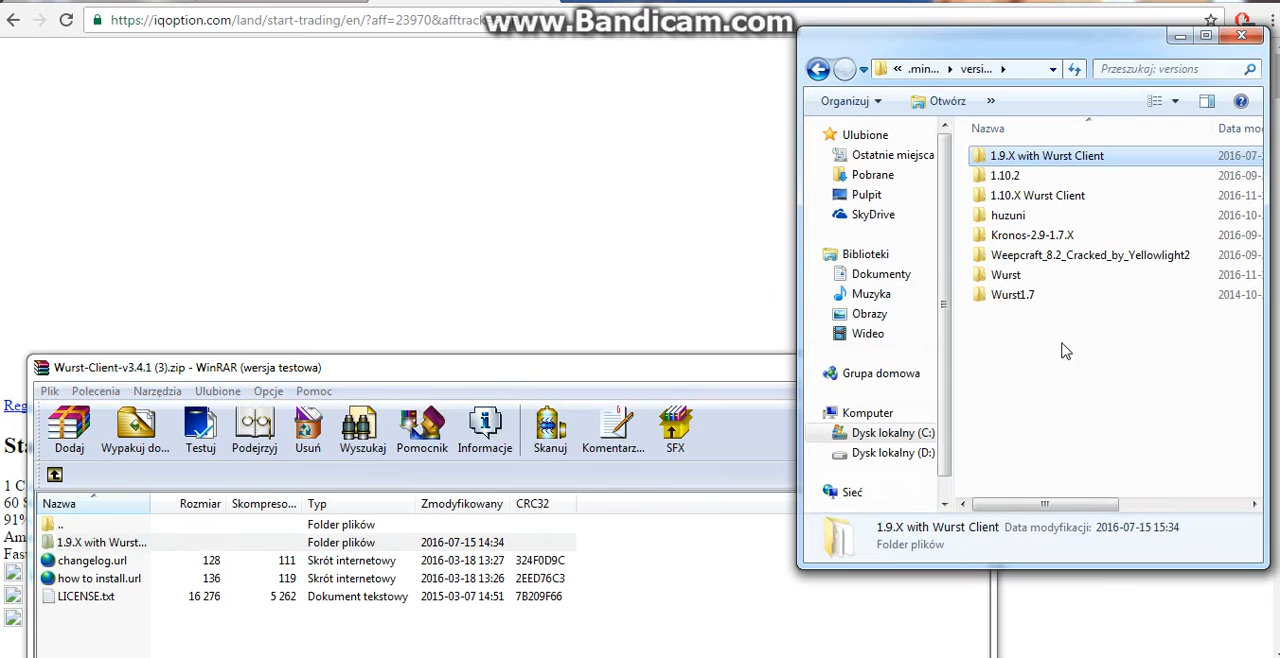 https://iqoption.com/land/start-trading/en/?aff=23970&afftrack
www.Bandicam.com
« .min... ▸ versi... ▸
Przeszukaj: versions
Organizuj
Otwórz
»
Ulubione
Ostatnie miejsca
Pobrane
Pulpit
SkyDrive
Biblioteki
Dokumenty
Muzyka
Obrazy
Wideo
Grupa domowa
Komputer
Dysk lokalny (C:)
Dysk lokalny (D:)
Sieć
Nazwa Data mo
1.9.X with Wurst Client 2016-07-
1.10.2 2016-09-
1.10.X Wurst Client 2016-11-
huzuni 2016-10-
Kronos-2.9-1.7.X 2016-09-
Weepcraft_8.2_Cracked_by_Yellowlight2 2016-09-
Wurst 2016-11-
Wurst1.7 2014-10-
1.9.X with Wurst Client Data modyfikacji: 2016-07-15 15:34
Folder plików
Wurst-Client-v3.4.1 (3).zip - WinRAR (wersja testowa)
Plik Polecenia Narzędzia Ulubione Opcje Pomoc
Dodaj Wypakuj do... Testuj Podejrzyj Usuń Wyszukaj Pomocnik Informacje Skanuj Komentarz... SFX
Nazwa Rozmiar Skompreso... Typ Zmodyfikowany CRC32
.. Folder plików
1.9.X with Wurst... Folder plików 2016-07-15 14:34
changelog.url 128 111 Skrót internetowy 2016-03-18 13:27 324F0D9C
how to install.url 136 119 Skrót internetowy 2016-03-18 13:26 2EED76C3
LICENSE.txt 16 276 5 262 Dokument tekstowy 2015-03-07 14:51 7B209F66
Reg
Sta
1 C
60 S
91%
Am
Fast